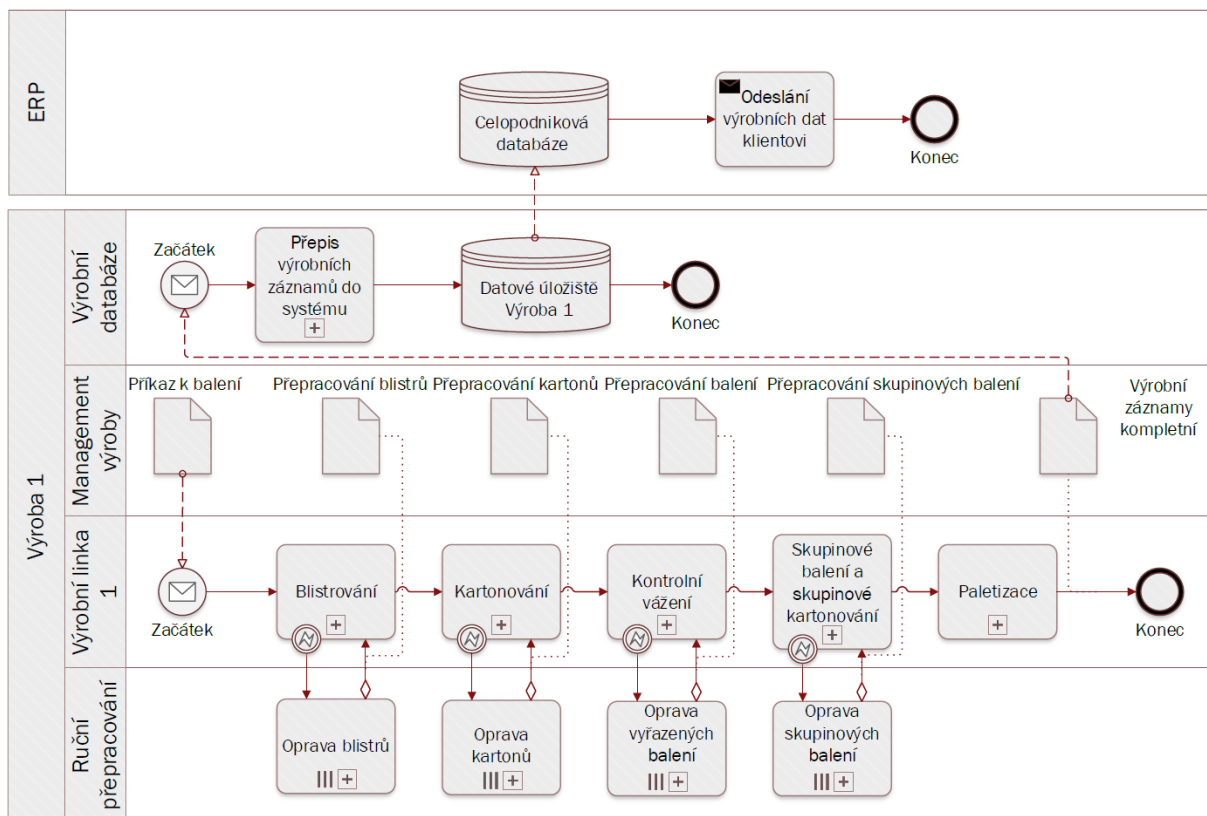 ERP
Celopodniková
databáze
Odeslání
výrobních dat
klientovi
Konec
Výroba 1
Výrobní
databáze
Začátek
Přepis
výrobních
záznamů do
systému
Datové úložiště
Výroba 1
Konec
Management
výroby
Příkaz k balení
Přepracování blistrů
Přepracování kartonů
Přepracování balení
Přepracování skupinových balení
Výrobní
záznamy
kompletní
Výrobní linka
1
Začátek
Blistrování
Kartonování
Kontrolní
vážení
Skupinové
balení a
skupinové
kartonování
Paletizace
Konec
Ruční
přepracování
Oprava blistrů
Oprava
kartonů
Oprava
vyřazených
balení
Oprava
skupinových
balení